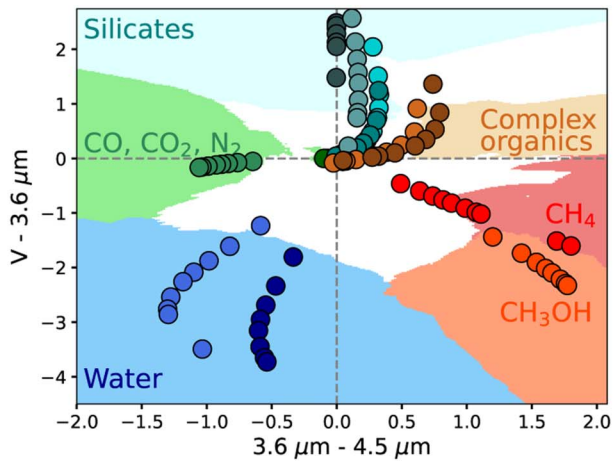 Silicates
CO, CO₂, N₂
Complex
organics
CH₄
CH₃OH
Water
V - 3.6 μm
2
1
0
−1
−2
−3
−4
−2.0 −1.5 −1.0 −0.5 0.0 0.5 1.0 1.5 2.0
3.6 μm - 4.5 μm